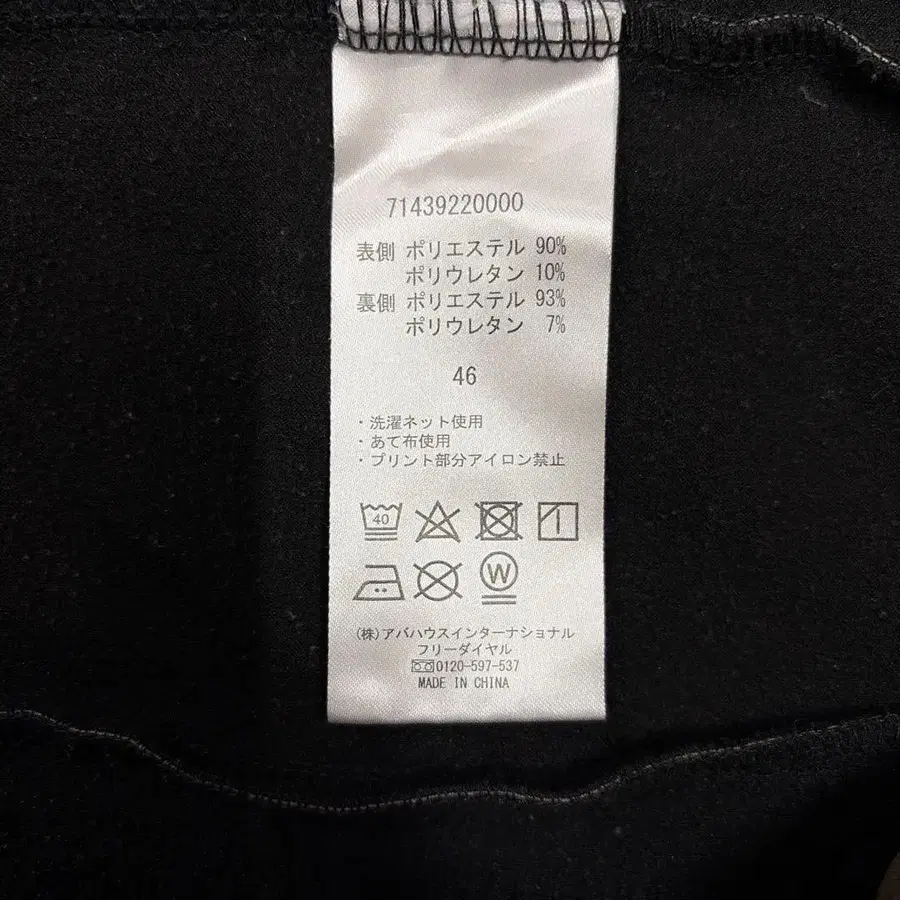 71439220000
表側 ポリエステル 90%
ポリウレタン 10%
裏側 ポリエステル 93%
ポリウレタン 7%
46
・洗濯ネット使用
・あて布使用
・プリント部分アイロン禁止
40
W
(株)アバハウスインターナショナル
フリーダイヤル
0120-597-537
MADE IN CHINA